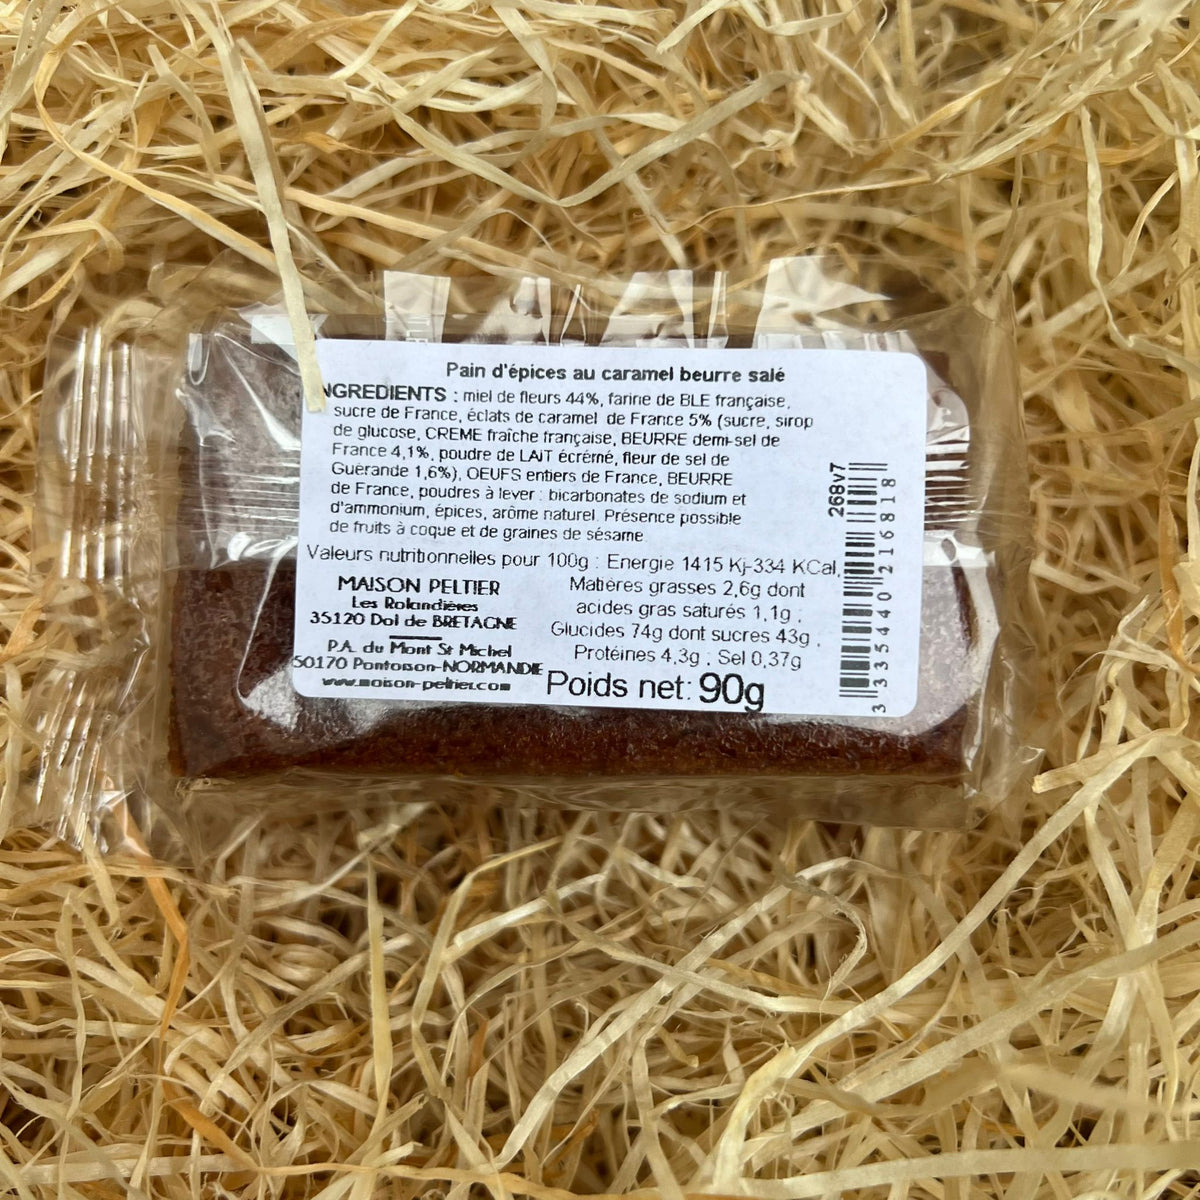 Pain d'épices au caramel beurre salé
INGREDIENTS : miel de fleurs 44%, farine de BLE française,
sucre de France, éclats de caramel de France 5% (sucre, sirop
de glucose, CREME fraîche française, BEURRE demi-sel de
France 4,1%, poudre de LAIT écrémé, fleur de sel de
Guérande 1,6%), OEUFS entiers de France, BEURRE
de France, poudres à lever : bicarbonates de sodium et
d'ammonium, épices, arôme naturel. Présence possible
de fruits à coque et de graines de sésame.
Valeurs nutritionnelles pour 100g : Energie 1415 Kj-334 KCal,
Matières grasses 2,6g dont
acides gras saturés 1,1g ;
Glucides 74g dont sucres 43g ,
Protéines 4,3g ; Sel 0,37g
MAISON PELTIER
Les Rolandières
35120 Dol de BRETAGNE
P.A. du Mont St Michel
50170 Pontorson-NORMANDIE
www.maison-peltier.com
Poids net: 90g
268v7
3 335440 216818